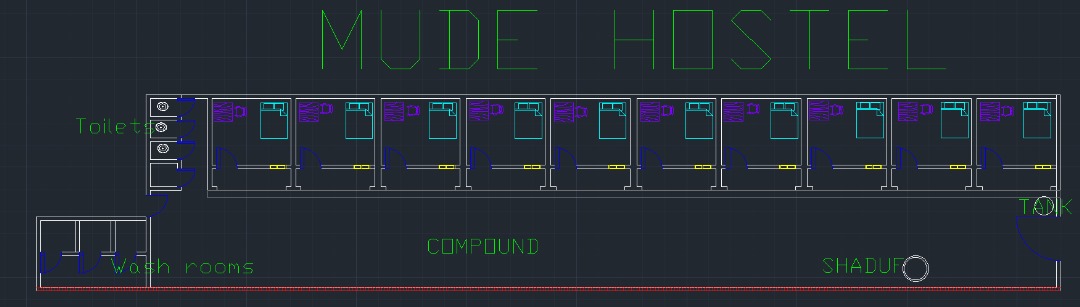 MUDE HOSTEL
Toilets
TANK
COMPOUND
Wash rooms
SHADUF